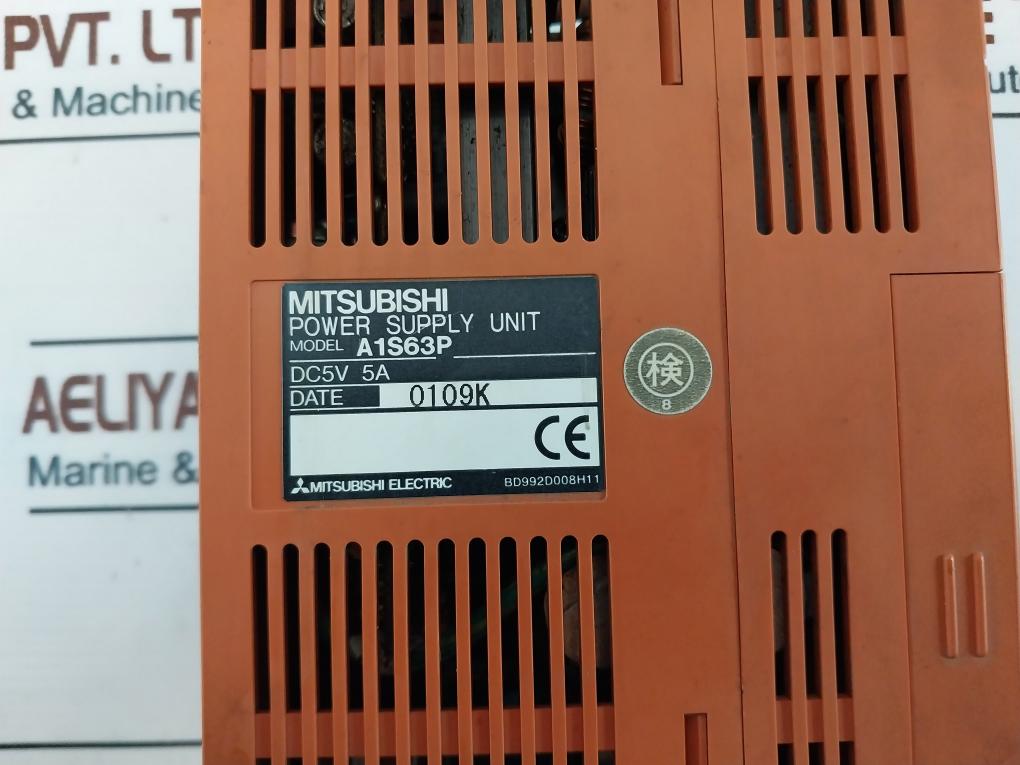 PVT. LT
& Machine
AELIYA
Marine &
MITSUBISHI
POWER SUPPLY UNIT
MODEL A1S63P
DC5V 5A
DATE 0109K
CE
MITSUBISHI ELECTRIC BD992D008H11
検
8